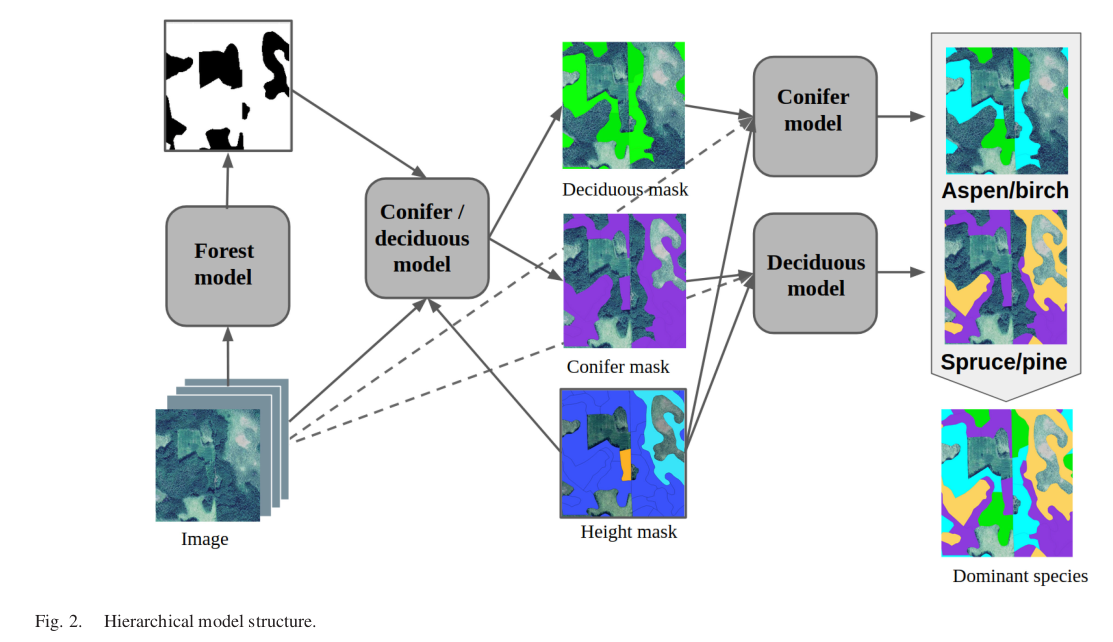 Forest
model
Image
Conifer /
deciduous
model
Deciduous mask
Conifer mask
Height mask
Conifer
model
Deciduous
model
Aspen/birch
Spruce/pine
Dominant species
Fig. 2. Hierarchical model structure.